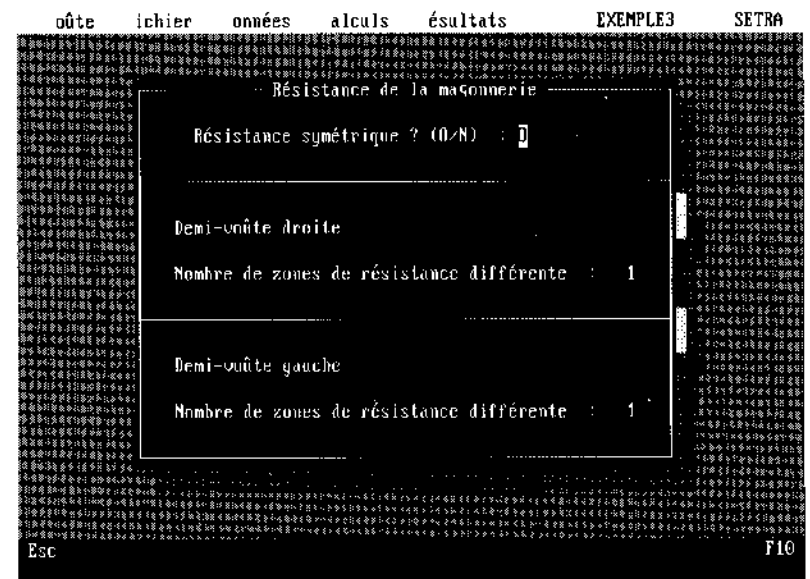 oûte ichier onnées alculs ésultats EXEMPLE3 SETRA
Résistance de la maçonnerie
Résistance symétrique ? (O/N) : O
Demi-voûte droite
Nombre de zones de résistance différente : 1
Demi-voûte gauche
Nombre de zones de résistance différente : 1
Esc F10